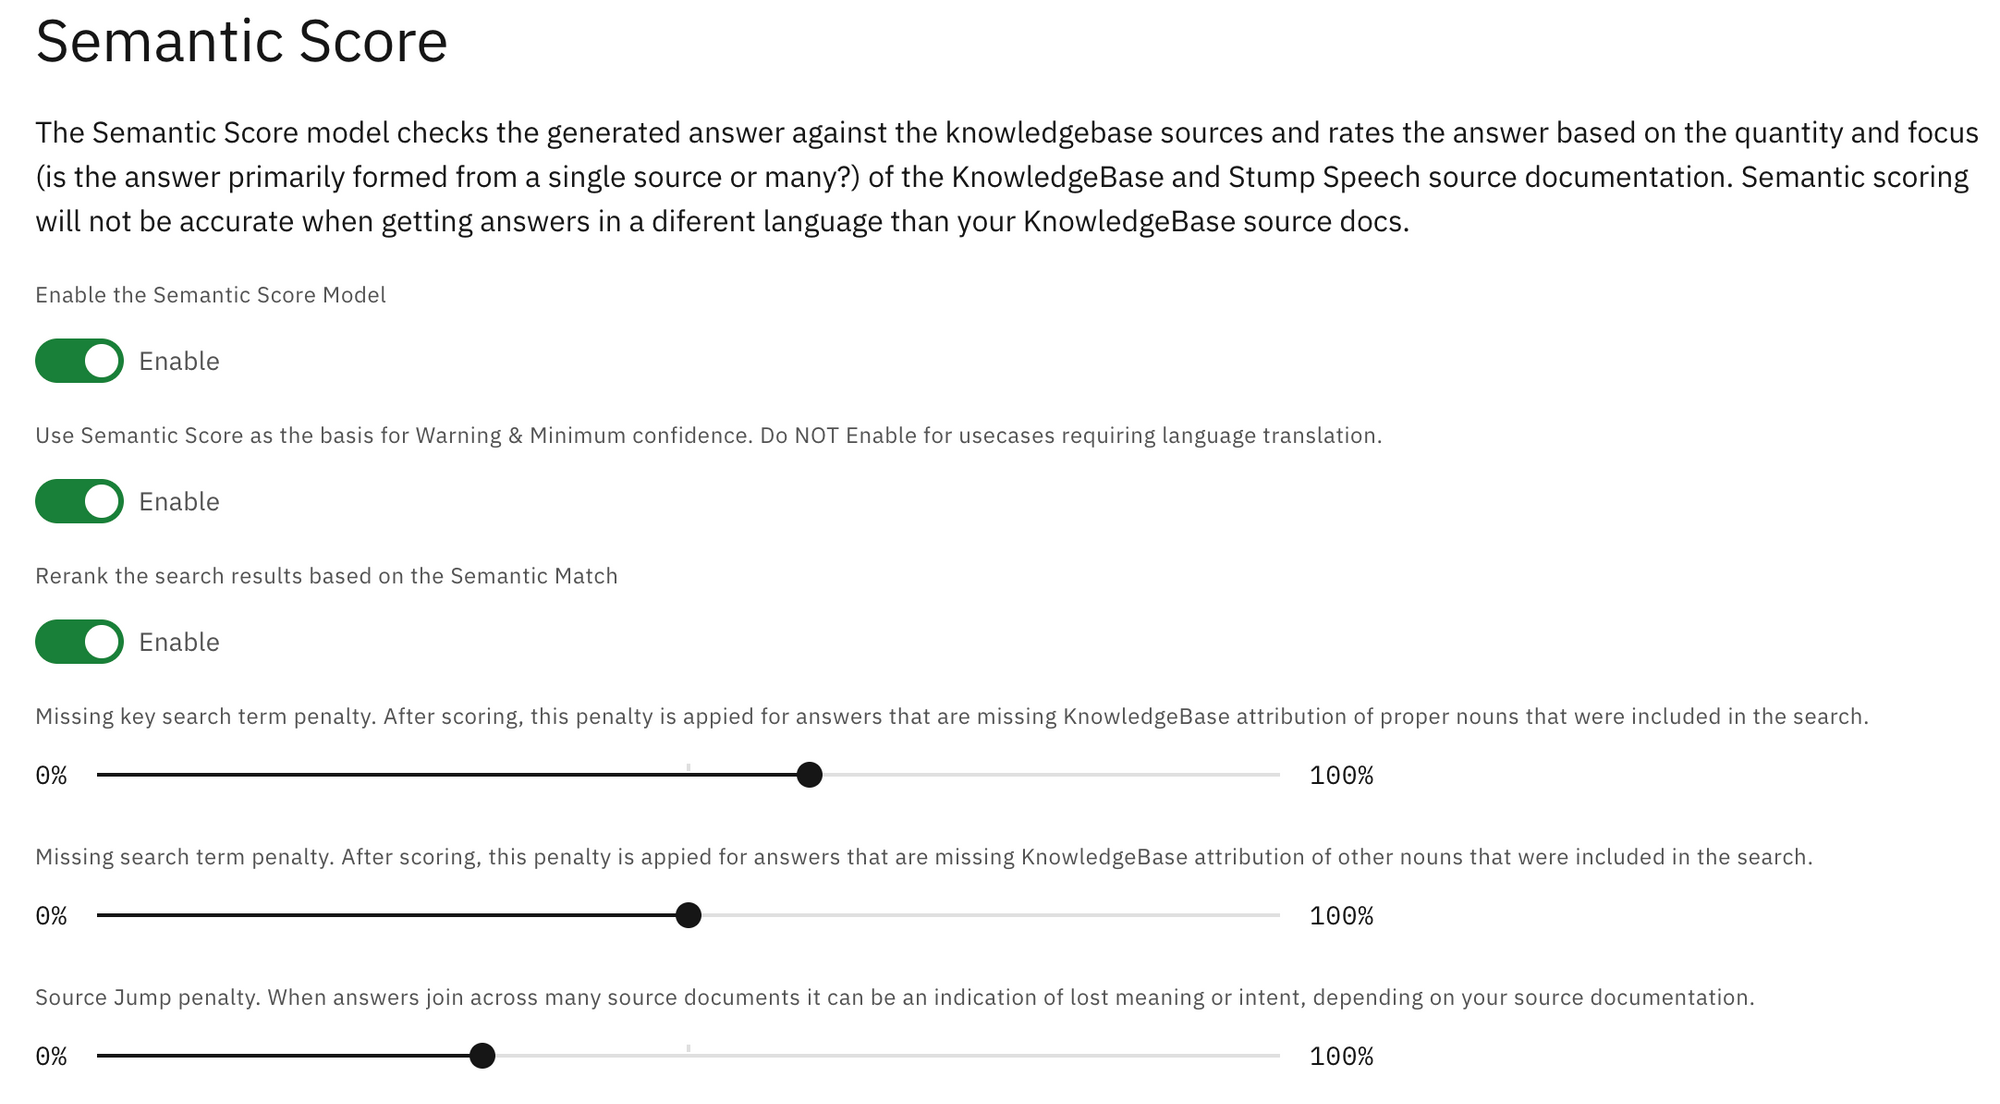 Semantic Score
The Semantic Score model checks the generated answer against the knowledgebase sources and rates the answer based on the quantity and focus
(is the answer primarily formed from a single source or many?) of the KnowledgeBase and Stump Speech source documentation. Semantic scoring
will not be accurate when getting answers in a diferent language than your KnowledgeBase source docs.
Enable the Semantic Score Model
Enable
Use Semantic Score as the basis for Warning & Minimum confidence. Do NOT Enable for usecases requiring language translation.
Enable
Rerank the search results based on the Semantic Match
Enable
Missing key search term penalty. After scoring, this penalty is appied for answers that are missing KnowledgeBase attribution of proper nouns that were included in the search.
0% 100%
Missing search term penalty. After scoring, this penalty is appied for answers that are missing KnowledgeBase attribution of other nouns that were included in the search.
0% 100%
Source Jump penalty. When answers join across many source documents it can be an indication of lost meaning or intent, depending on your source documentation.
0% 100%